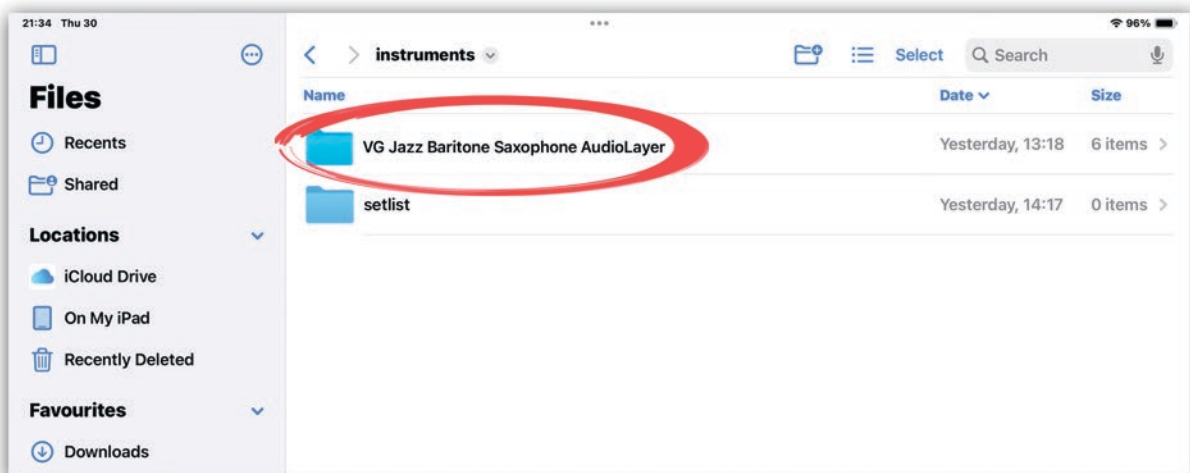 21:34 Thu 30
96%
instruments
Select
Search
Files
Name
Date
Size
Recents
VG Jazz Baritone Saxophone AudioLayer
Yesterday, 13:18
6 items
Shared
setlist
Yesterday, 14:17
0 items
Locations
iCloud Drive
On My iPad
Recently Deleted
Favourites
Downloads